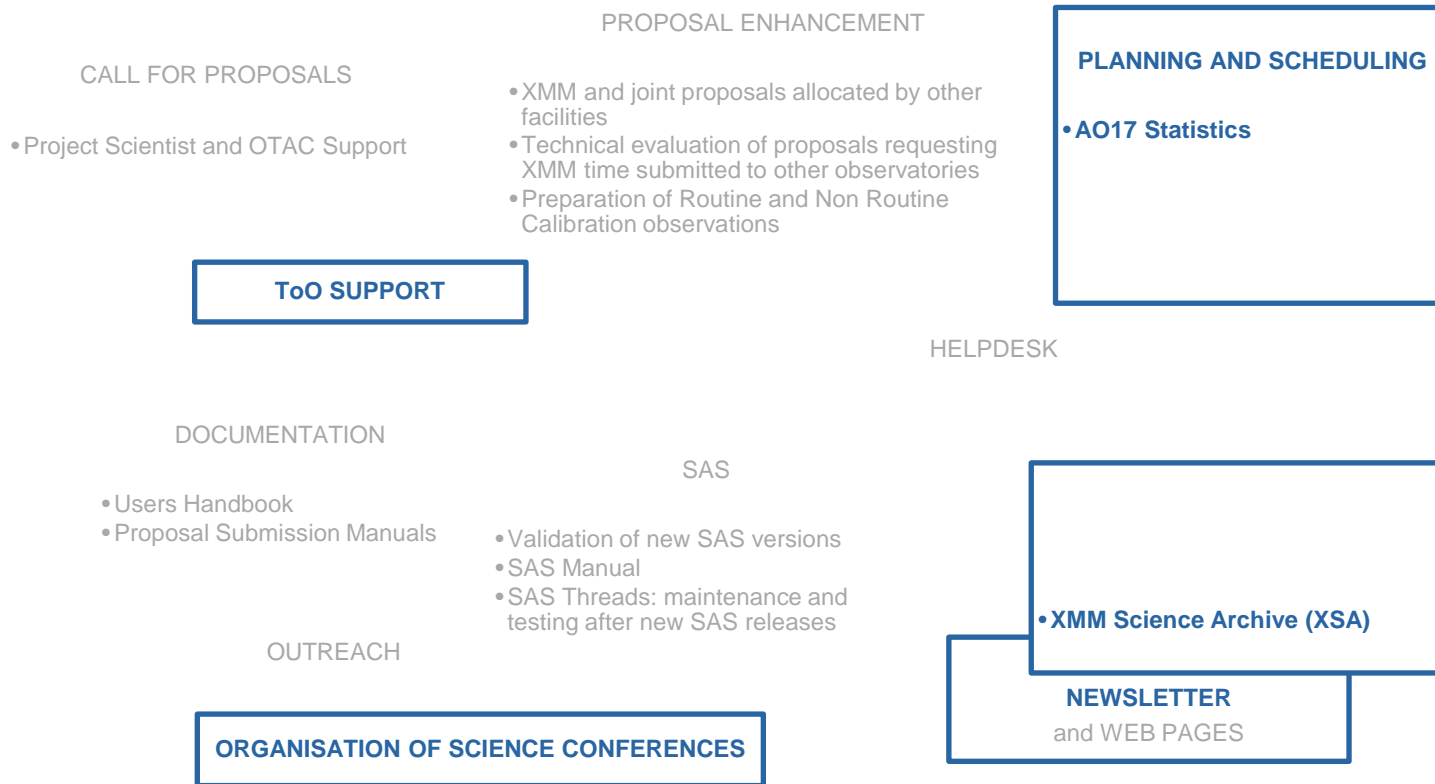 PROPOSAL ENHANCEMENT
CALL FOR PROPOSALS
•Project Scientist and OTAC Support
•XMM and joint proposals allocated by other
facilities
•Technical evaluation of proposals requesting
XMM time submitted to other observatories
•Preparation of Routine and Non Routine
Calibration observations
PLANNING AND SCHEDULING
•AO17 Statistics
ToO SUPPORT
HELPDESK
DOCUMENTATION
•Users Handbook
•Proposal Submission Manuals
SAS
•Validation of new SAS versions
•SAS Manual
•SAS Threads: maintenance and
testing after new SAS releases
•XMM Science Archive (XSA)
OUTREACH
NEWSLETTER
and WEB PAGES
ORGANISATION OF SCIENCE CONFERENCES